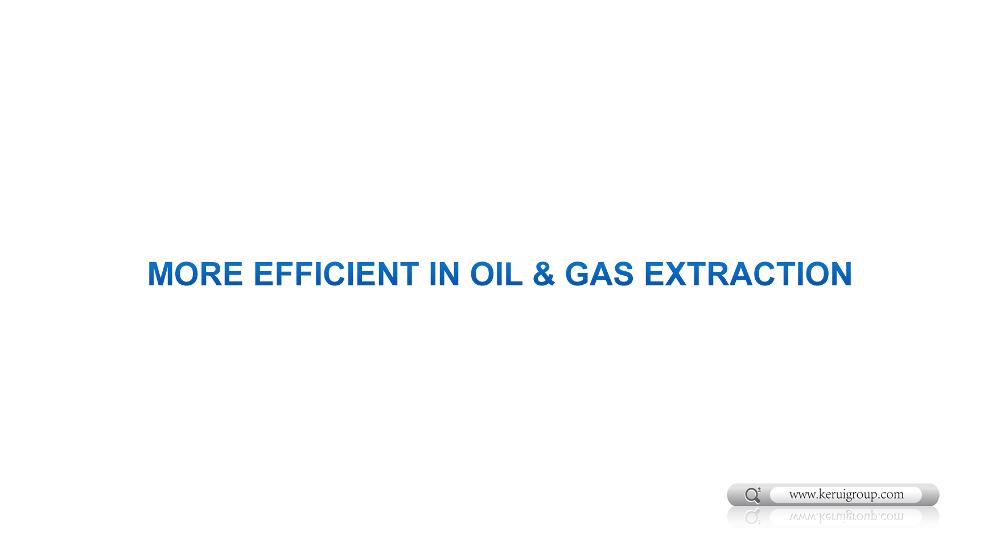 MORE EFFICIENT IN OIL & GAS EXTRACTION
www.keruigroup.com